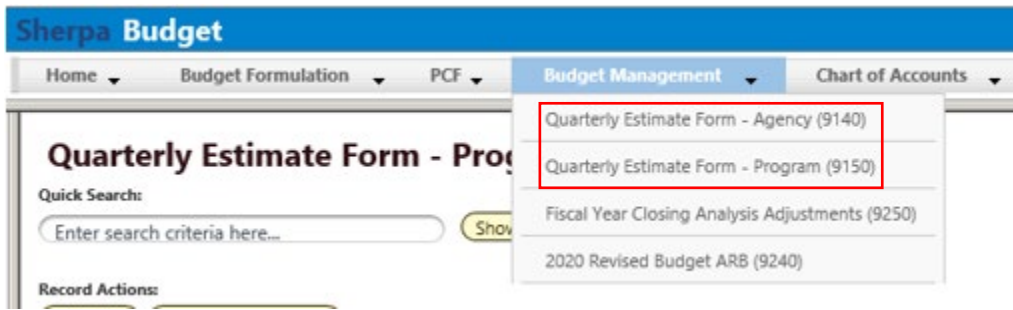 Sherpa Budget
Home Budget Formulation PCF Budget Management Chart of Accounts
Quarterly Estimate Form - Agency (9140)
Quarterly Estimate Form - Prog
Quarterly Estimate Form - Program (9150)
Quick Search:
Fiscal Year Closing Analysis Adjustments (9250)
Enter search criteria here... Show
2020 Revised Budget ARB (9240)
Record Actions: